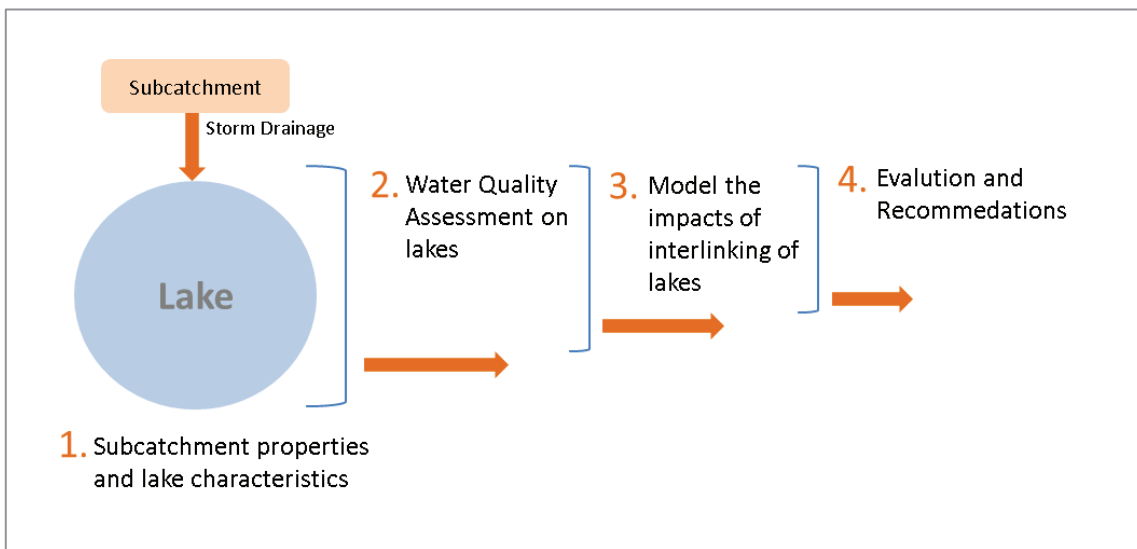 Subcatchment
Storm Drainage
Lake
1. Subcatchment properties
and lake characteristics
2. Water Quality
Assessment on
lakes
3. Model the
impacts of
interlinking of
lakes
4. Evalution and
Recommedations